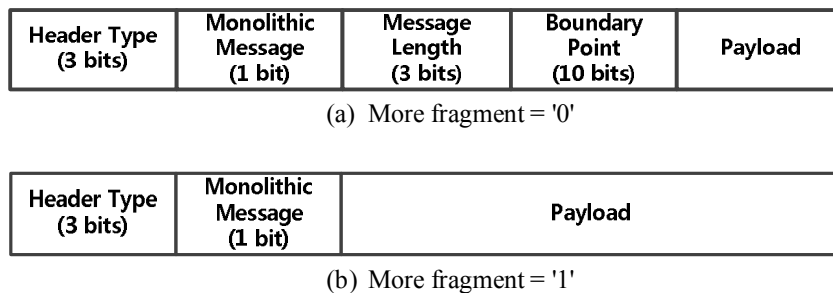 Header Type
(3 bits)
Monolithic
Message
(1 bit)
Message
Length
(3 bits)
Boundary
Point
(10 bits)
Payload
(a) More fragment = '0'
Header Type
(3 bits)
Monolithic
Message
(1 bit)
Payload
(b) More fragment = '1'